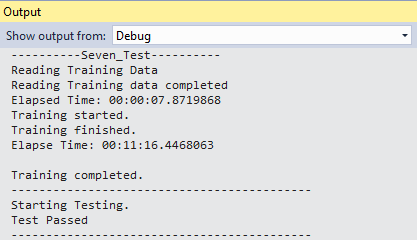 Output
Show output from: Debug
----------Seven_Test----------
Reading Training Data
Reading Training data completed
Elapsed Time: 00:00:07.8719868
Training started.
Training finished.
Elapse Time: 00:11:16.4468063
Training completed.
----------------------------------------
Starting Testing.
Test Passed
----------------------------------------